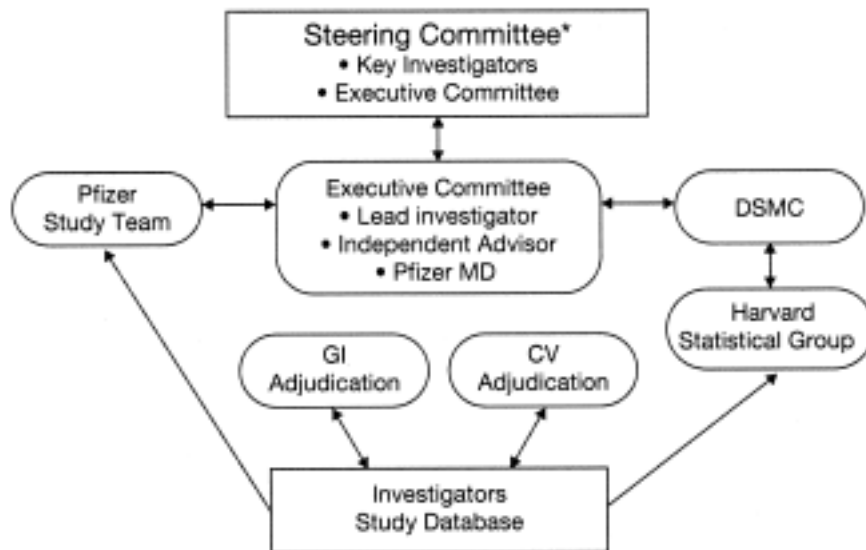 Steering Committee*
• Key Investigators
• Executive Committee
Pfizer
Study Team
Executive Committee
• Lead investigator
• Independent Advisor
• Pfizer MD
DSMC
Harvard
Statistical Group
GI
Adjudication
CV
Adjudication
Investigators
Study Database